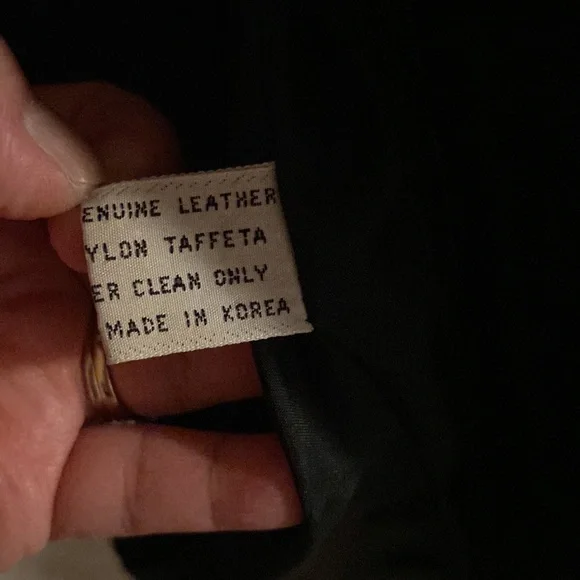 ENUINE LEATHER
YLON TAFFETA
ER CLEAN ONLY
MADE IN KOREA